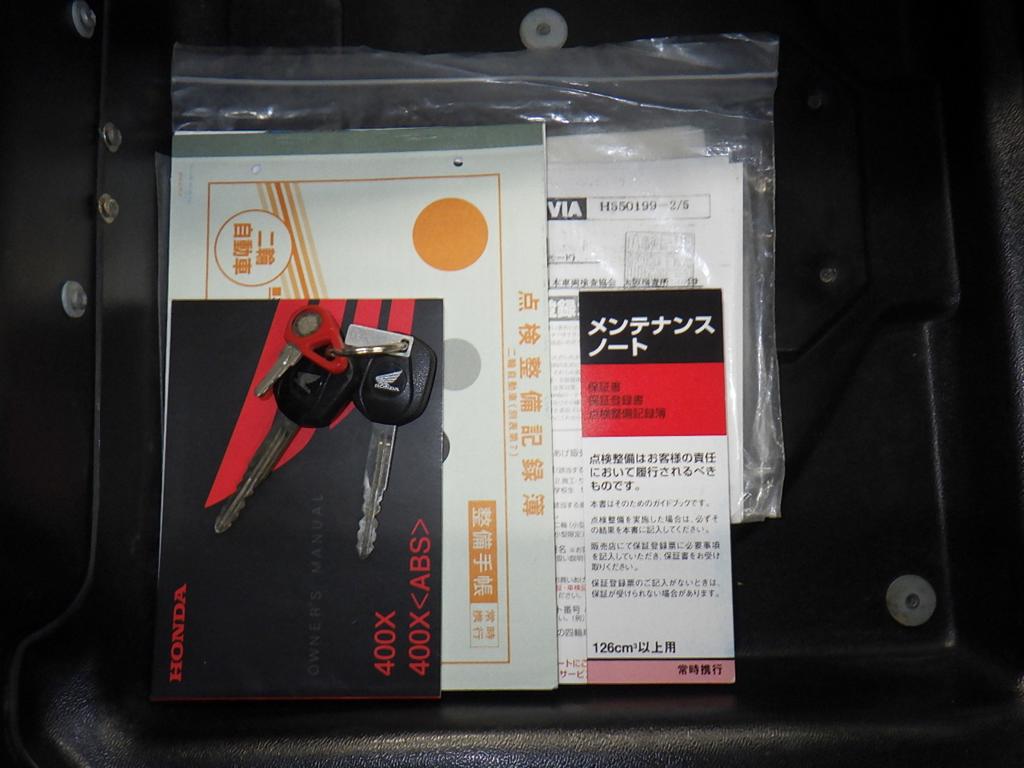 二輪
自動車
点検整備記録簿
二輪自動車(別表第7)
整備手帳
常時
携行
HONDA
OWNER'S MANUAL
400X
400X<ABS>
HONDA
VIA
H550199-2/5
メンテナンス
ノート
保証書
保証登録書
点検整備記録簿
点検整備はお客様の責任
において履行されるべき
ものです。
本書はそのためのガイドブックです。
点検整備を実施した場合は、必ずそ
の結果を本書に記入してください。
販売店にて保証登録票に必要事項
を記入していただき、保証書をお受け
取りください。
保証登録票のご記入がないときは、
保証が受けられない場合があります。
126cm³以上用
常時携行